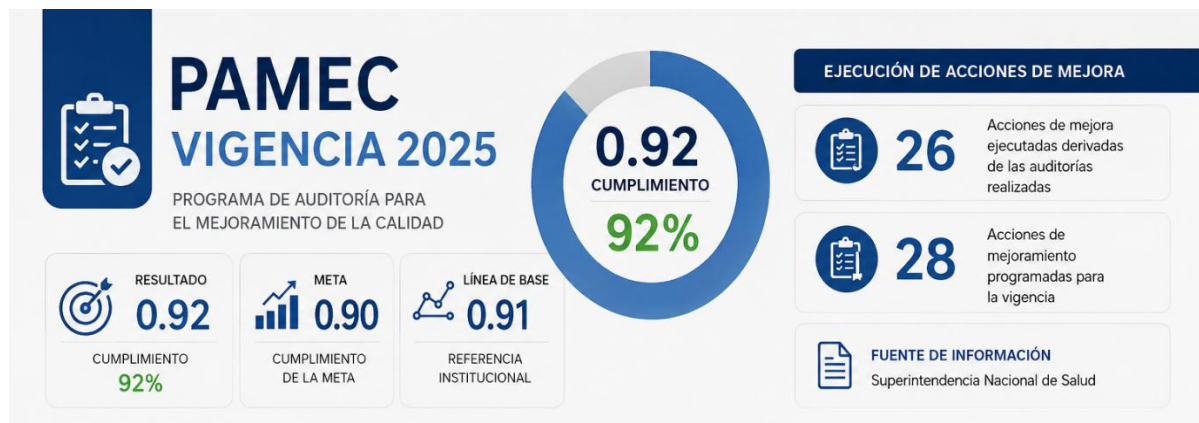 PAMEC
VIGENCIA 2025
PROGRAMA DE AUDITORÍA PARA
EL MEJORAMIENTO DE LA CALIDAD
RESULTADO
0.92
CUMPLIMIENTO
92%
META
0.90
CUMPLIMIENTO
DE LA META
LÍNEA DE BASE
0.91
REFERENCIA
INSTITUCIONAL
0.92
CUMPLIMIENTO
92%
EJECUCIÓN DE ACCIONES DE MEJORA
26
Acciones de mejora
ejecutadas derivadas
de las auditorías
realizadas
28
Acciones de
mejoramiento
programadas para
la vigencia
FUENTE DE INFORMACIÓN
Superintendencia Nacional de Salud